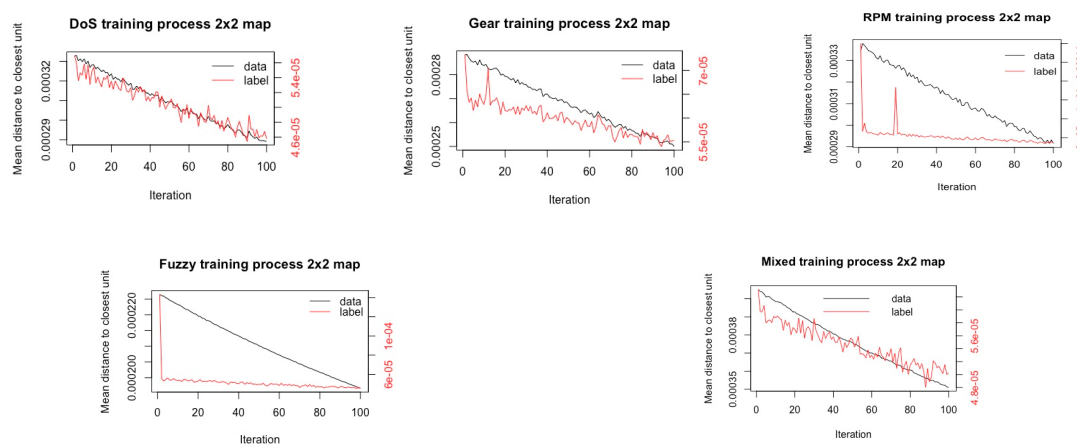 DoS training process 2x2 map
Mean distance to closest unit
0.00032
0.00029
data
label
5.4e-05
4.6e-05
0 20 40 60 80 100
Iteration
Gear training process 2x2 map
Mean distance to closest unit
0.00028
0.00025
data
label
7e-05
5.5e-05
0 20 40 60 80 100
Iteration
RPM training process 2x2 map
Mean distance to closest unit
0.00033
0.00031
0.00029
data
label
0 20 40 60 80 100
Iteration
Fuzzy training process 2x2 map
Mean distance to closest unit
0.000220
0.000200
data
label
1e-04
6e-05
0 20 40 60 80 100
Iteration
Mixed training process 2x2 map
Mean distance to closest unit
0.00038
0.00035
data
label
5.6e-05
4.8e-05
0 20 40 60 80 100
Iteration